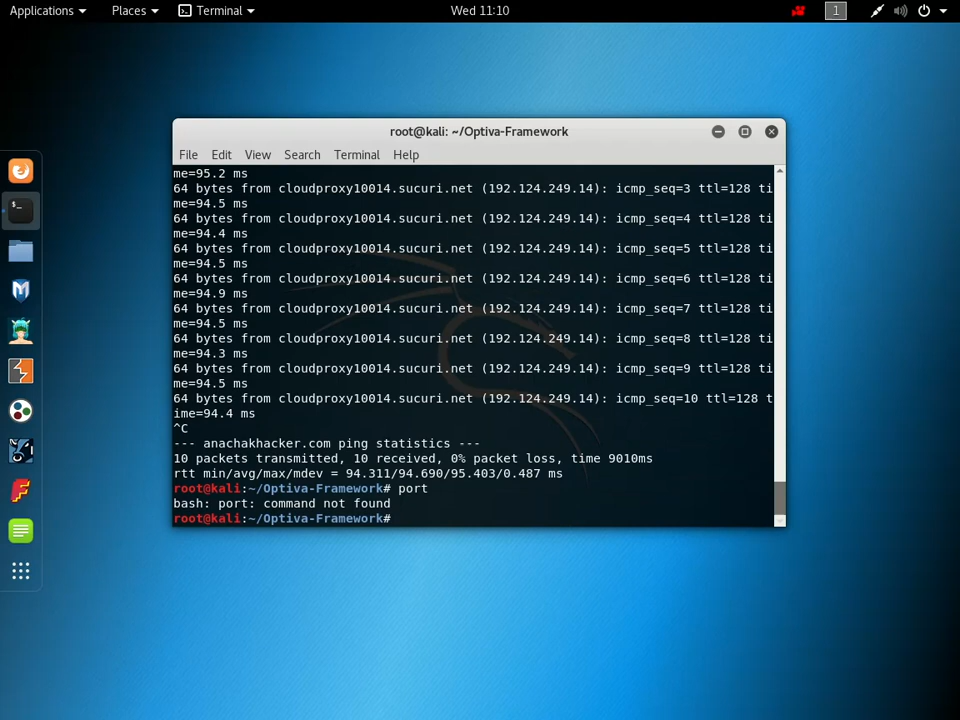 Applications Places Terminal Wed 11:10 1
root@kali: ~/Optiva-Framework
File Edit View Search Terminal Help
me=95.2 ms
64 bytes from cloudproxy10014.sucuri.net (192.124.249.14): icmp_seq=3 ttl=128 ti
me=94.5 ms
64 bytes from cloudproxy10014.sucuri.net (192.124.249.14): icmp_seq=4 ttl=128 ti
me=94.4 ms
64 bytes from cloudproxy10014.sucuri.net (192.124.249.14): icmp_seq=5 ttl=128 ti
me=94.5 ms
64 bytes from cloudproxy10014.sucuri.net (192.124.249.14): icmp_seq=6 ttl=128 ti
me=94.9 ms
64 bytes from cloudproxy10014.sucuri.net (192.124.249.14): icmp_seq=7 ttl=128 ti
me=94.5 ms
64 bytes from cloudproxy10014.sucuri.net (192.124.249.14): icmp_seq=8 ttl=128 ti
me=94.3 ms
64 bytes from cloudproxy10014.sucuri.net (192.124.249.14): icmp_seq=9 ttl=128 ti
me=94.5 ms
64 bytes from cloudproxy10014.sucuri.net (192.124.249.14): icmp_seq=10 ttl=128 t
ime=94.4 ms
^C
--- anachakhacker.com ping statistics ---
10 packets transmitted, 10 received, 0% packet loss, time 9010ms
rtt min/avg/max/mdev = 94.311/94.690/95.403/0.487 ms
root@kali:~/Optiva-Framework# port
bash: port: command not found
root@kali:~/Optiva-Framework#